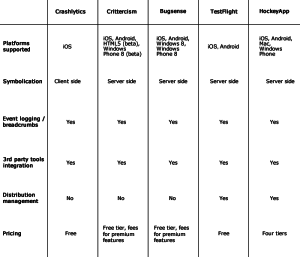 Crashlytics Crittercism Bugsense TestFlight HockeyApp
Platforms supported iOS iOS, Android, HTML5 (beta), Windows Phone 8 (beta) iOS, Android, Windows 8, Windows Phone 8 iOS, Android iOS, Android, Mac, Windows Phone
Symbolication Client side Server side Server side Server side Server side
Event logging / breadcrumbs Yes Yes Yes Yes Yes
3rd party tools integration Yes Yes Yes Yes Yes
Distribution management No No No Yes Yes
Pricing Free Free tier, fees for premium features Free tier, fees for premium features Free Four tiers